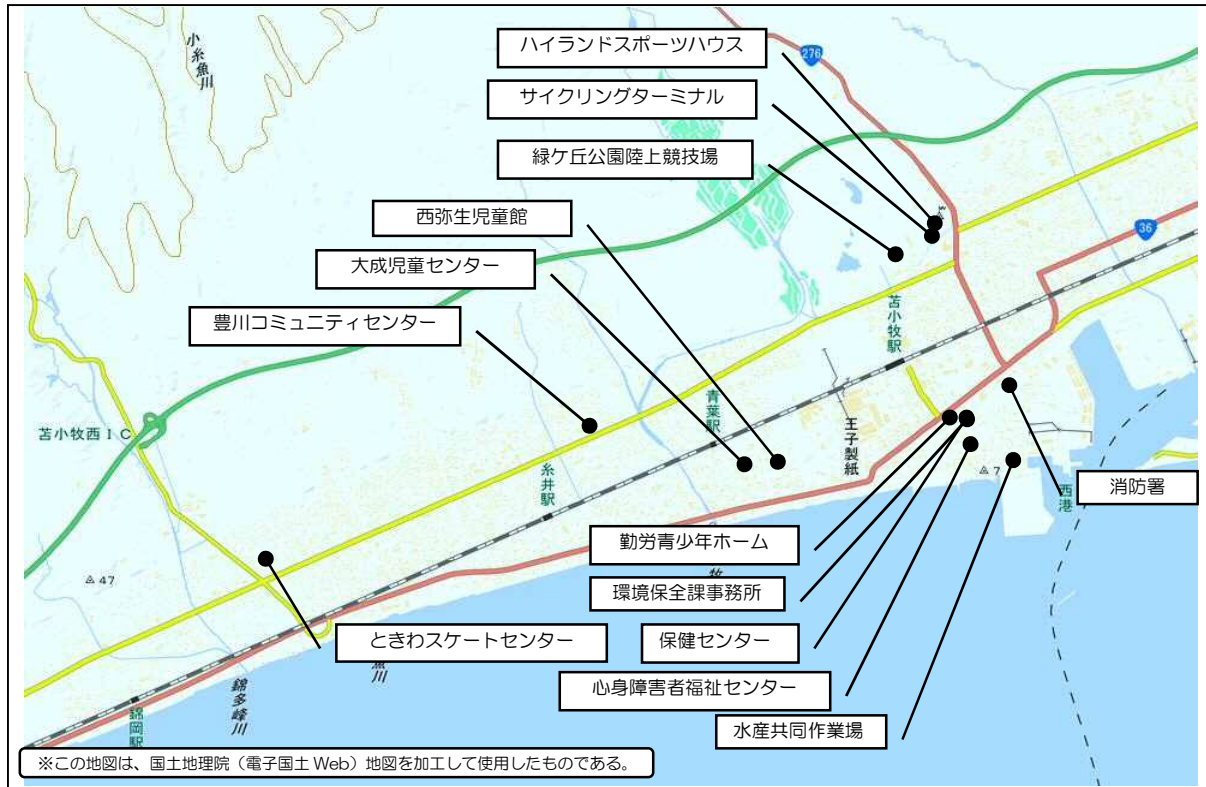 小糸魚川
ハイランドスポーツハウス
276
サイクリングターミナル
緑ケ丘公園陸上競技場
西弥生児童館
36
大成児童センター
豊川コミュニティセンター
苫小牧駅
青葉駅
苫小牧西IC
王子製紙
糸井駅
7
西港
消防署
勤労青少年ホーム
47
環境保全課事務所
ときわスケートセンター
保健センター
魚川
心身障害者福祉センター
錦多峰川
錦岡駅
水産共同作業場
※この地図は、国土地理院（電子国土 Web）地図を加工して使用したものである。